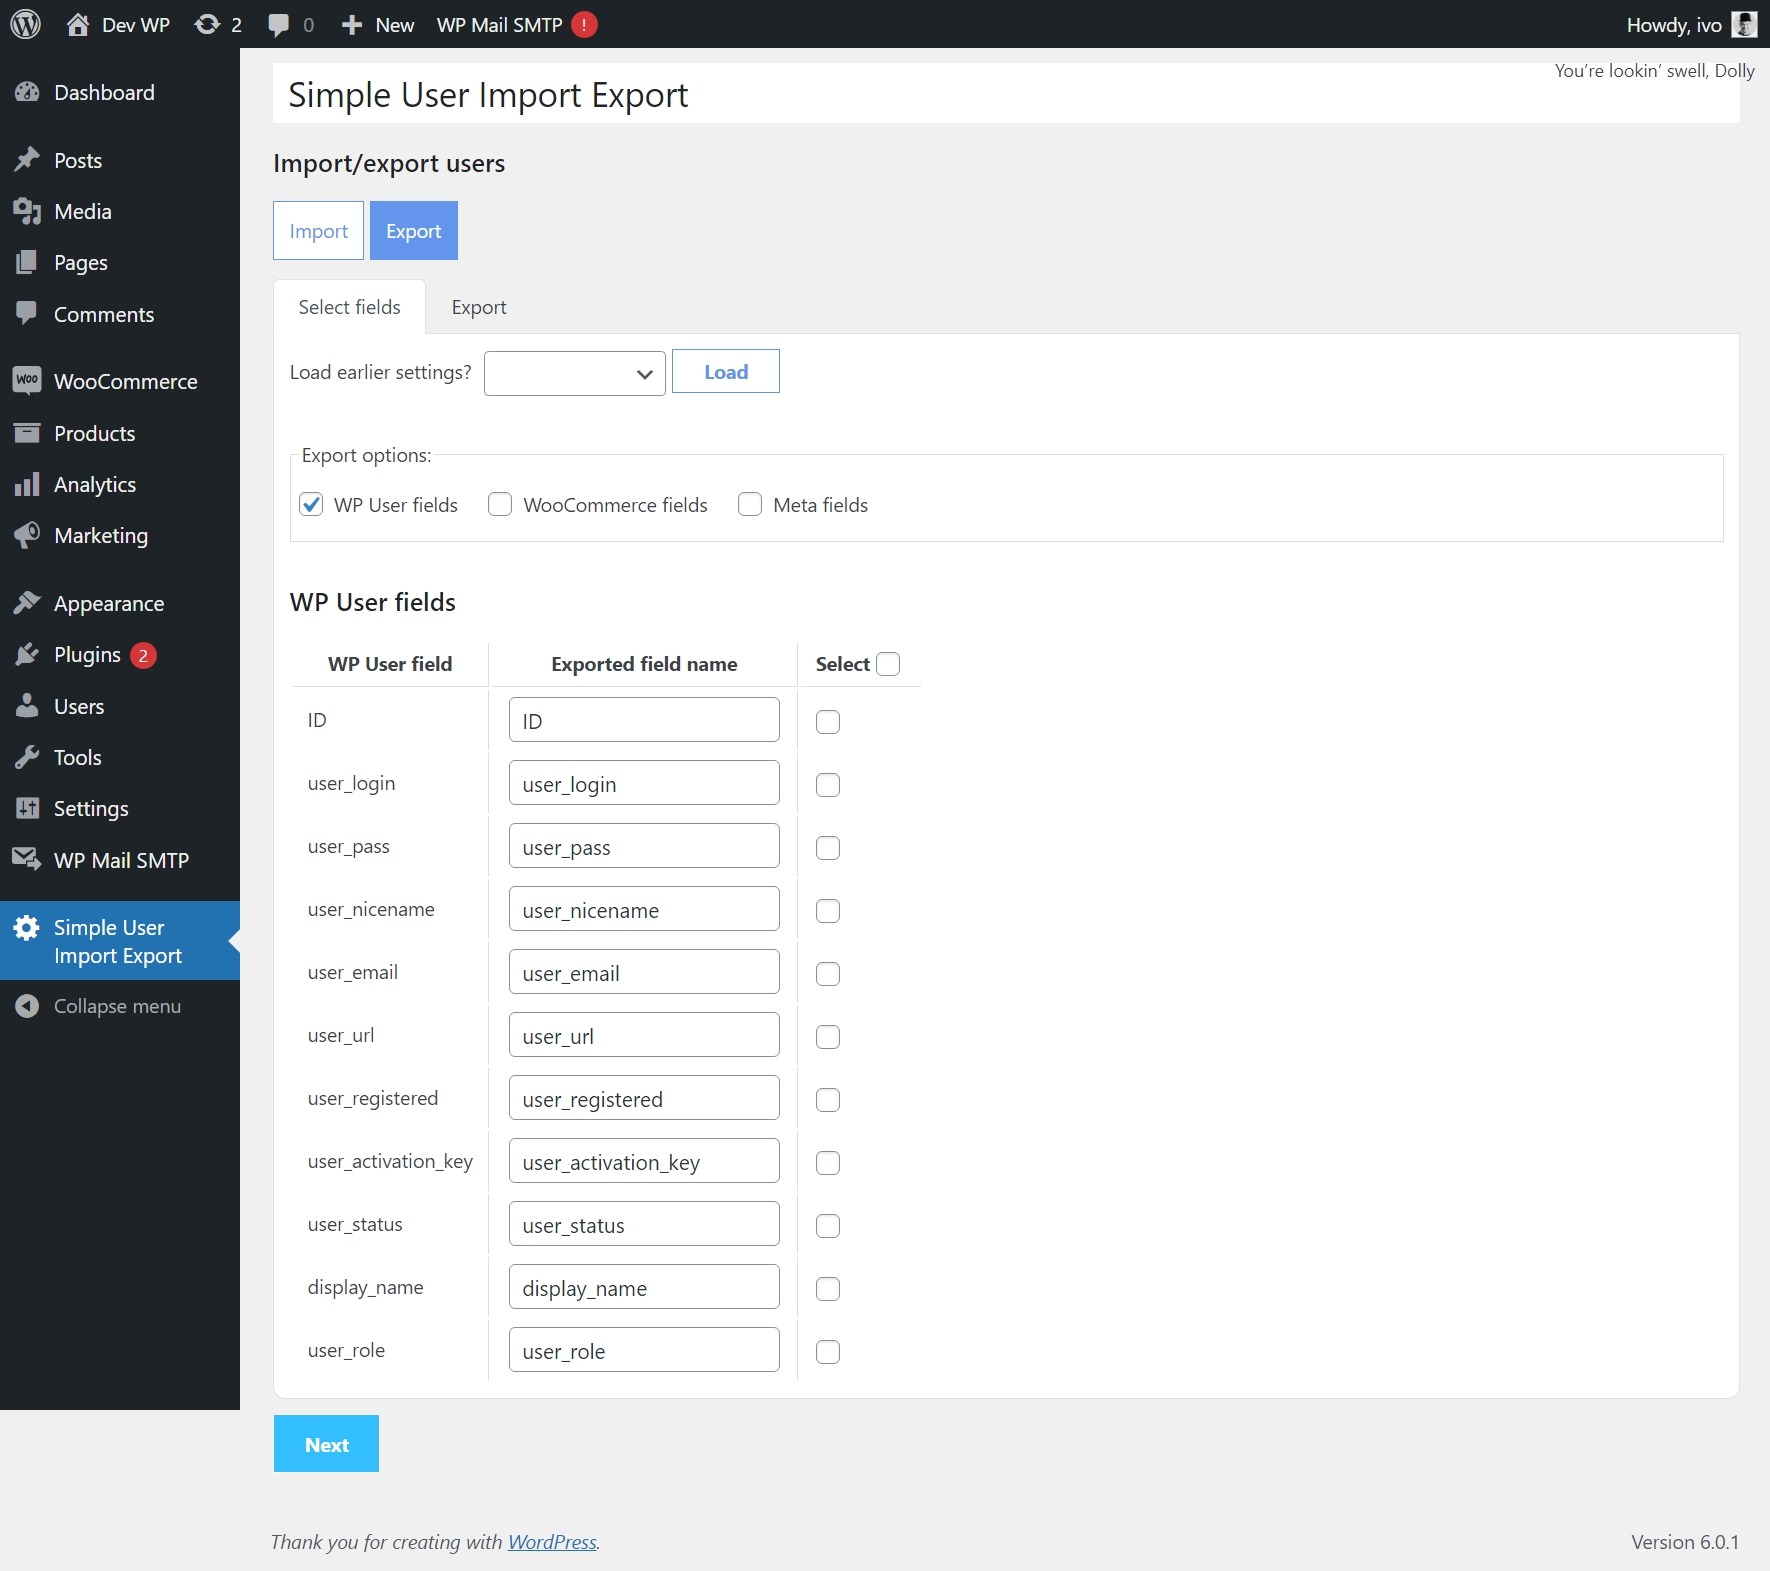 Dev WP 2 0 New WP Mail SMTP ! Howdy, ivo
You're lookin' swell, Dolly
Dashboard
Posts
Media
Pages
Comments
Woo WooCommerce
Products
Analytics
Marketing
Appearance
Plugins 2
Users
Tools
Settings
WP Mail SMTP
Simple User
Import Export
Collapse menu
Simple User Import Export
Import/export users
Import Export
Select fields Export
Load earlier settings? Load
Export options:
WP User fields WooCommerce fields Meta fields
WP User fields
WP User field Exported field name Select
ID ID
user_login user_login
user_pass user_pass
user_nicename user_nicename
user_email user_email
user_url user_url
user_registered user_registered
user_activation_key user_activation_key
user_status user_status
display_name display_name
user_role user_role
Next
Thank you for creating with WordPress. Version 6.0.1